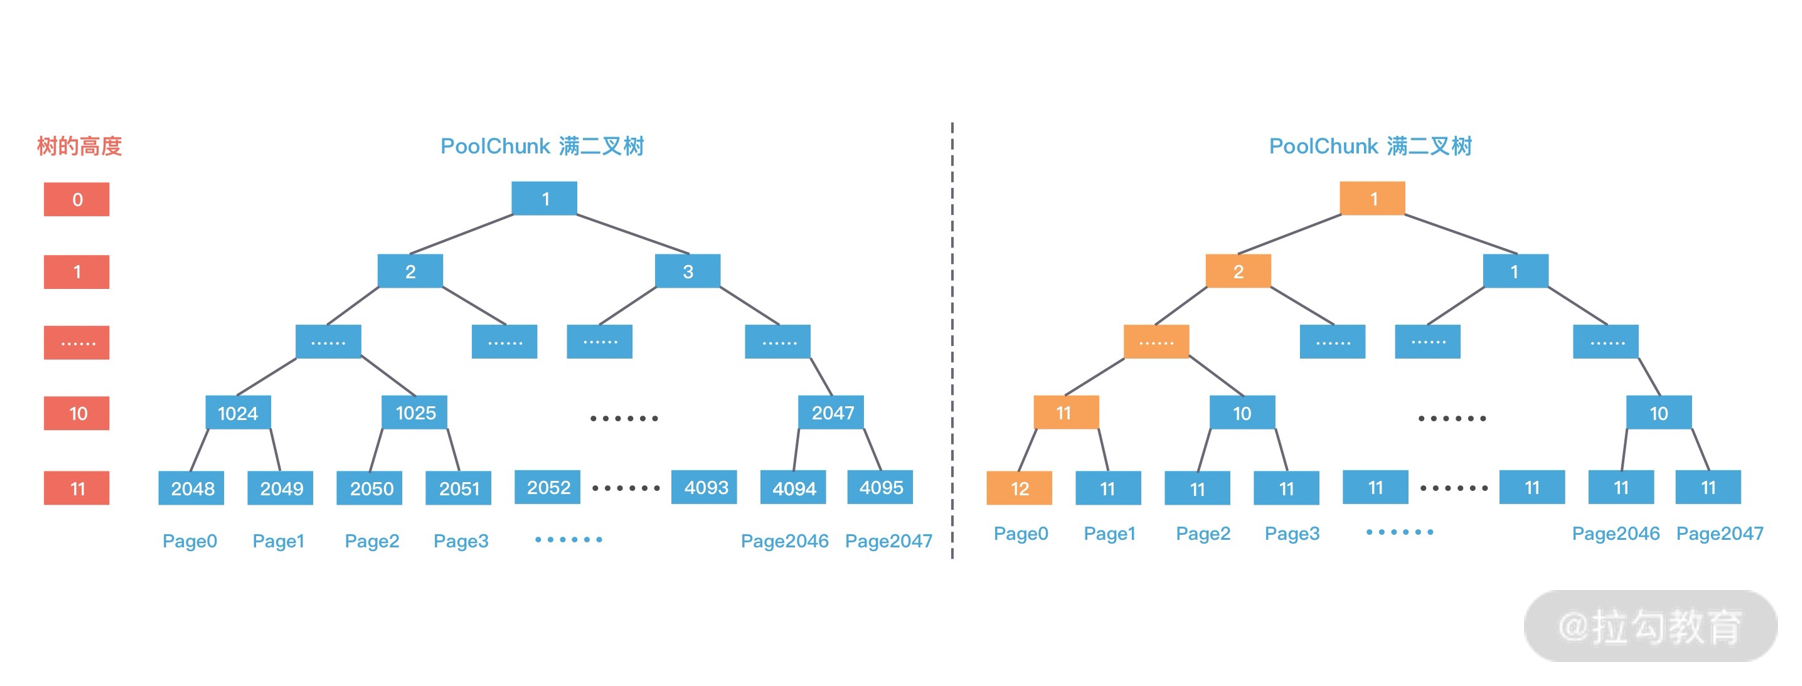 树的高度
PoolChunk 满二叉树
PoolChunk 满二叉树
0
1
1
1
2
3
2
1
......
......
......
......
......
......
......
......
......
10
1024
1025
......
2047
11
10
......
10
11
2048
2049
2050
2051
2052
......
4093
4094
4095
12
11
11
11
11
......
11
11
11
Page0
Page1
Page2
Page3
......
Page2046
Page2047
Page0
Page1
Page2
Page3
......
Page2046
Page2047
@拉勾教育